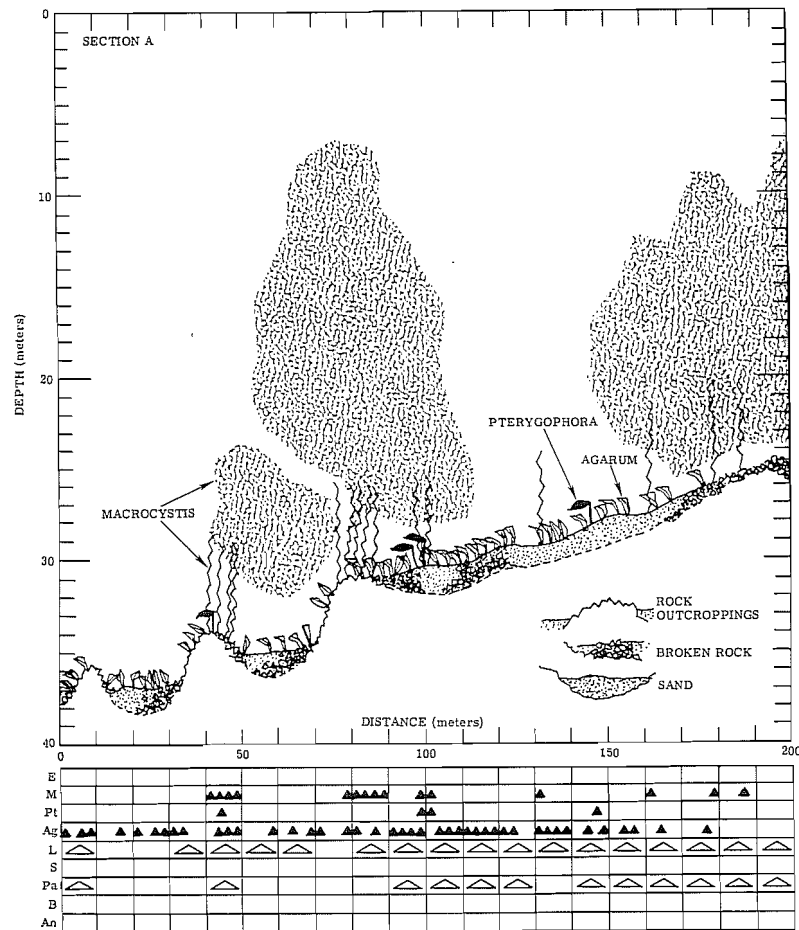 0
SECTION A
10
20
30
40
DEPTH (meters)
PTERYGOPHORA
AGARUM
MACROCYSTIS
ROCK
OUTCROPPINGS
BROKEN ROCK
SAND
DISTANCE (meters)
0
50
100
150
200
E
M
Pt
Ag
L
S
Pa
B
An